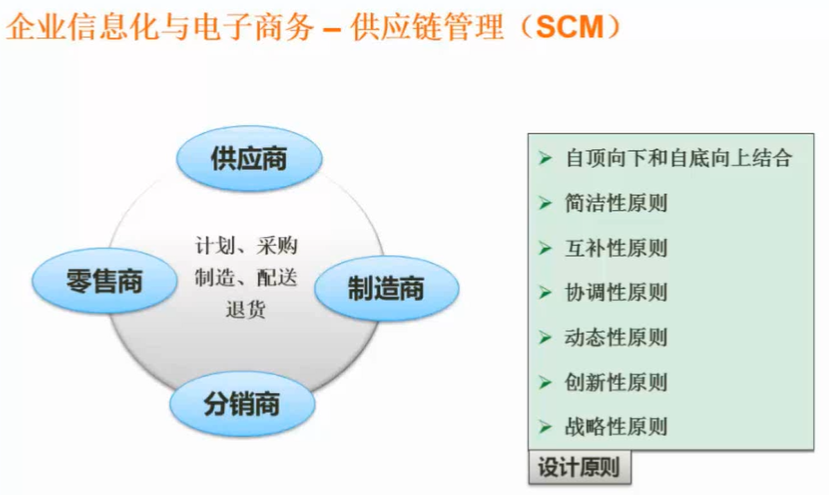 企业信息化与电子商务 – 供应链管理（SCM）
供应商
零售商
计划、采购
制造、配送
退货
制造商
分销商
➢ 自顶向下和自底向上结合
➢ 简洁性原则
➢ 互补性原则
➢ 协调性原则
➢ 动态性原则
➢ 创新性原则
➢ 战略性原则
设计原则